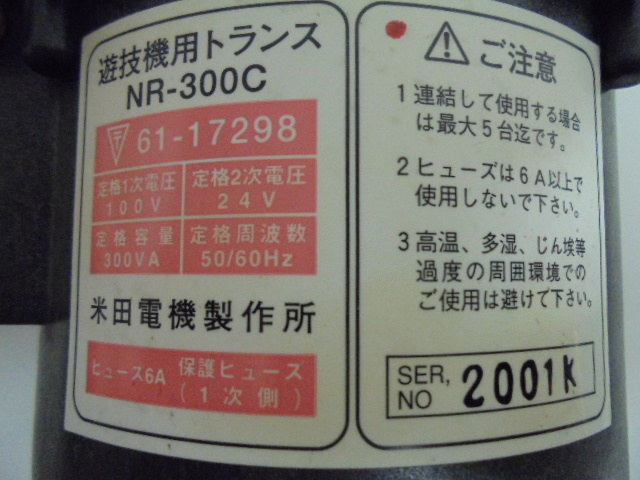 遊技機用トランス
NR-300C
〒 61-17298
定格1次電圧
100V
定格2次電圧
24V
定格容量
300VA
定格周波数
50/60Hz
米田電機製作所
ヒューズ6A 保護ヒューズ
(1次側)
ご注意
1 連結して使用する場合
は最大5台迄です。
2 ヒューズは6A以上で
使用しないで下さい。
3 高温、多湿、じん埃等
過度の周囲環境での
ご使用は避けて下さい。
SER,
NO 2001K